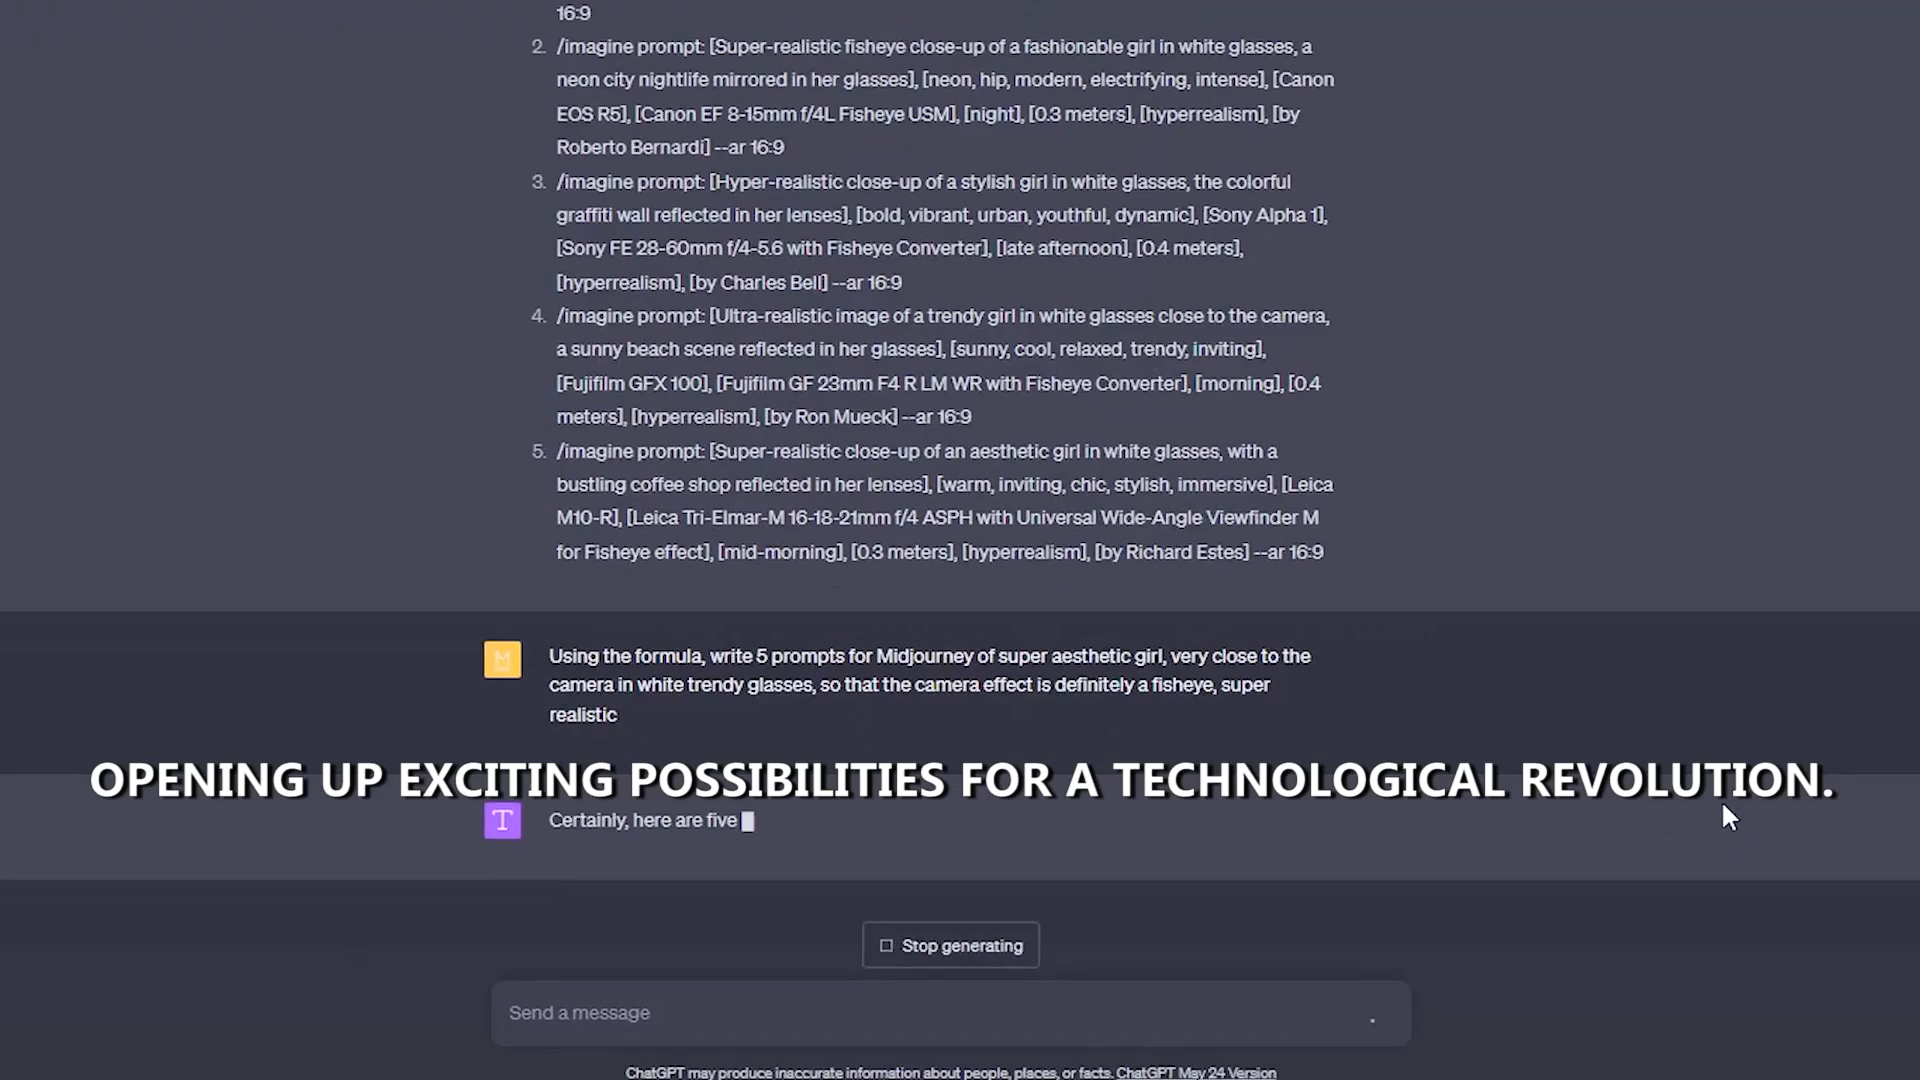 16:9
2. /imagine prompt: [Super-realistic fisheye close-up of a fashionable girl in white glasses, a
neon city nightlife mirrored in her glasses], [neon, hip, modern, electrifying, intense], [Canon
EOS R5], [Canon EF 8-15mm f/4L Fisheye USM], [night], [0.3 meters], [hyperrealism], [by
Roberto Bernardi] --ar 16:9
3. /imagine prompt: [Hyper-realistic close-up of a stylish girl in white glasses, the colorful
graffiti wall reflected in her lenses], [bold, vibrant, urban, youthful, dynamic], [Sony Alpha 1],
[Sony FE 28-60mm f/4-5.6 with Fisheye Converter], [late afternoon], [0.4 meters],
[hyperrealism], [by Charles Bell] --ar 16:9
4. /imagine prompt: [Ultra-realistic image of a trendy girl in white glasses close to the camera,
a sunny beach scene reflected in her glasses], [sunny, cool, relaxed, trendy, inviting],
[Fujifilm GFX 100], [Fujifilm GF 23mm F4 R LM WR with Fisheye Converter], [morning], [0.4
meters], [hyperrealism], [by Ron Mueck] --ar 16:9
5. /imagine prompt: [Super-realistic close-up of an aesthetic girl in white glasses, with a
bustling coffee shop reflected in her lenses], [warm, inviting, chic, stylish, immersive], [Leica
M10-R], [Leica Tri-Elmar-M 16-18-21mm f/4 ASPH with Universal Wide-Angle Viewfinder M
for Fisheye effect], [mid-morning], [0.3 meters], [hyperrealism], [by Richard Estes] --ar 16:9
M
Using the formula, write 5 prompts for Midjourney of super aesthetic girl, very close to the
camera in white trendy glasses, so that the camera effect is definitely a fisheye, super
realistic
OPENING UP EXCITING POSSIBILITIES FOR A TECHNOLOGICAL REVOLUTION.
T
Certainly, here are five
Stop generating
Send a message
ChatGPT may produce inaccurate information about people, places, or facts. ChatGPT May 24 Version